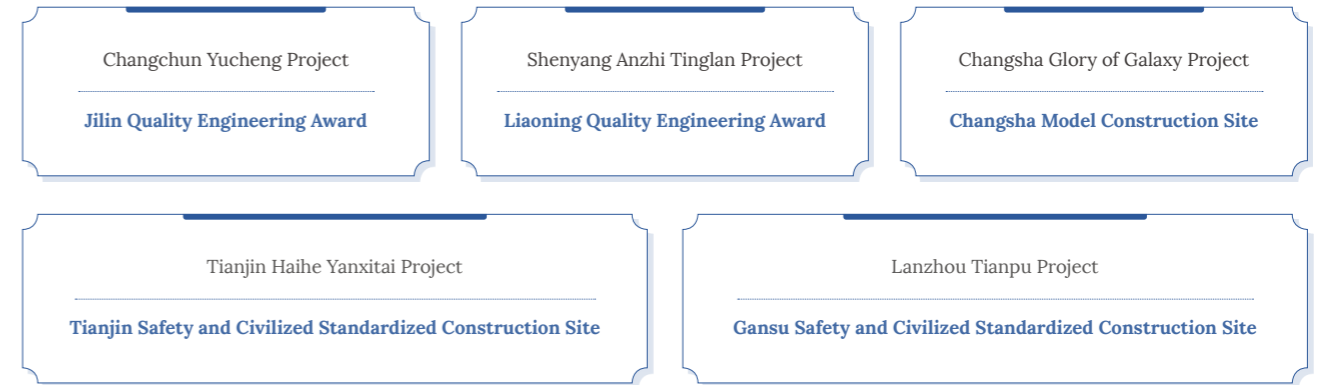 Changchun Yucheng Project
Jilin Quality Engineering Award
Shenyang Anzhi Tinglan Project
Liaoning Quality Engineering Award
Changsha Glory of Galaxy Project
Changsha Model Construction Site
Tianjin Haihe Yanxitai Project
Tianjin Safety and Civilized Standardized Construction Site
Lanzhou Tianpu Project
Gansu Safety and Civilized Standardized Construction Site